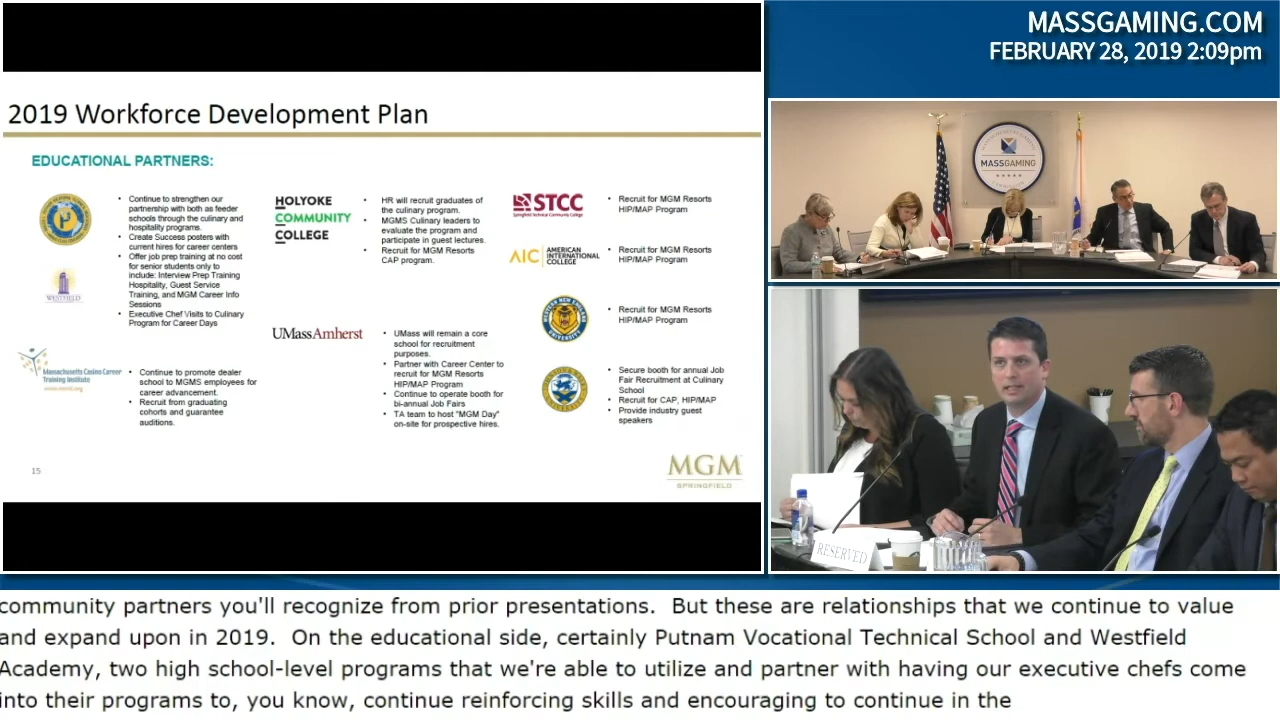 MASSGAMING.COM
FEBRUARY 28, 2019 2:09pm
2019 Workforce Development Plan
EDUCATIONAL PARTNERS:
• Continue to strengthen our
partnership with both as feeder
schools through the culinary and
hospitality programs.
• Create Success posters with
current hires for career centers
• Offer job prep training at no cost
for senior students only to
include: Interview Prep Training
Hospitality, Guest Service
Training, and MGM Career Info
Sessions
• Executive Chef Visits to Culinary
Program for Career Days
WESTFIELD
Massachusetts Casino Career
Training Institute
• Continue to promote dealer
school to MGMS employees for
career advancement.
• Recruit from graduating
cohorts and guarantee
auditions.
HOLYOKE
COMMUNITY
COLLEGE
• HR will recruit graduates of
the culinary program.
• MGMS Culinary leaders to
evaluate the program and
participate in guest lectures.
• Recruit for MGM Resorts
CAP program.
UMassAmherst
• UMass will remain a core
school for recruitment
purposes.
• Partner with Career Center to
recruit for MGM Resorts
HIP/MAP Program
• Continue to operate booth for
bi-annual Job Fairs
• TA team to host "MGM Day"
on-site for prospective hires.
STCC
Springfield Technical Community College
• Recruit for MGM Resorts
HIP/MAP Program
AIC AMERICAN
INTERNATIONAL
COLLEGE
• Recruit for MGM Resorts
HIP/MAP Program
• Recruit for MGM Resorts
HIP/MAP Program
• Secure booth for annual Job
Fair Recruitment at Culinary
School
• Recruit for CAP, HIP/MAP
• Provide industry guest
speakers
15
MGM
SPRINGFIELD
MASSGAMING
RESERVED
community partners you'll recognize from prior presentations.  But these are relationships that we continue to value
and expand upon in 2019.  On the educational side, certainly Putnam Vocational Technical School and Westfield
Academy, two high school-level programs that we're able to utilize and partner with having our executive chefs come
into their programs to, you know, continue reinforcing skills and encouraging to continue in the